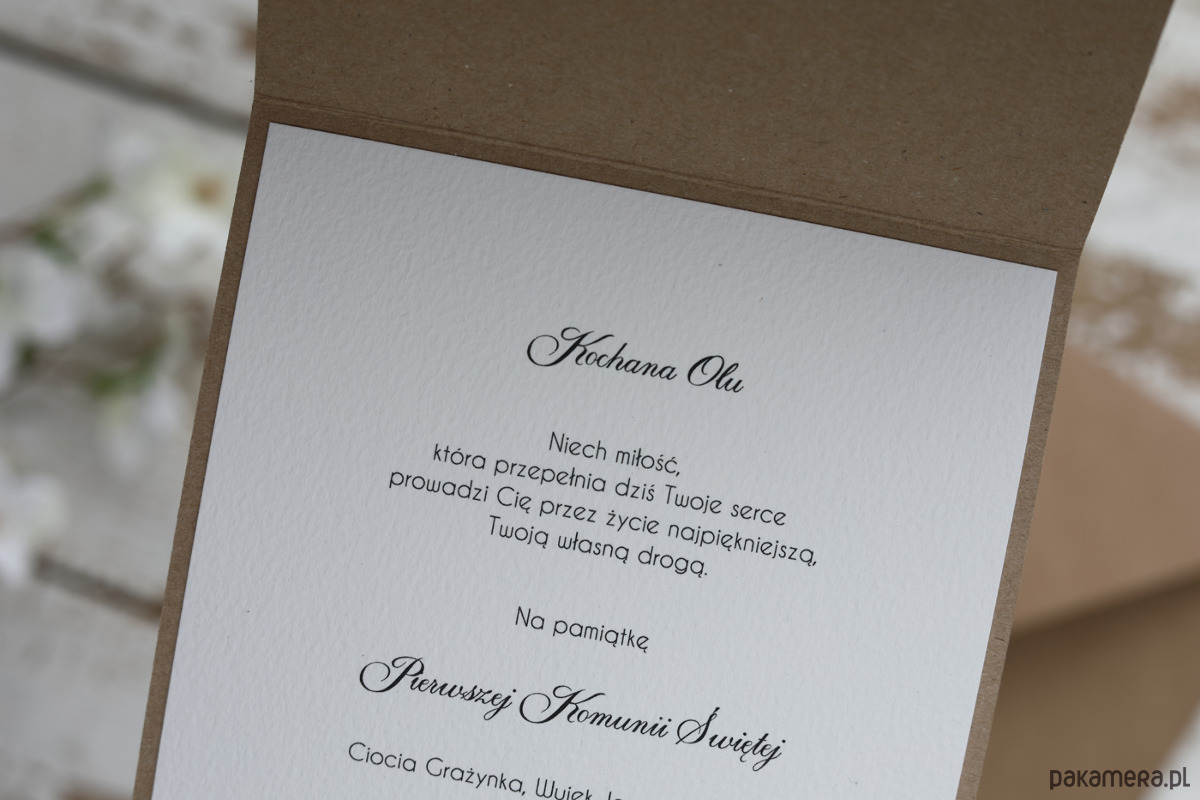 Kochana Olu
Niech miłość,
która przepełnia dziś Twoje serce
prowadzi Cię przez życie najpiękniejszą,
Twoją własną drogą.
Na pamiątkę
Pierwszej Komunii Świętej
Ciocia Grażynka, Wujek
pakamera.pl